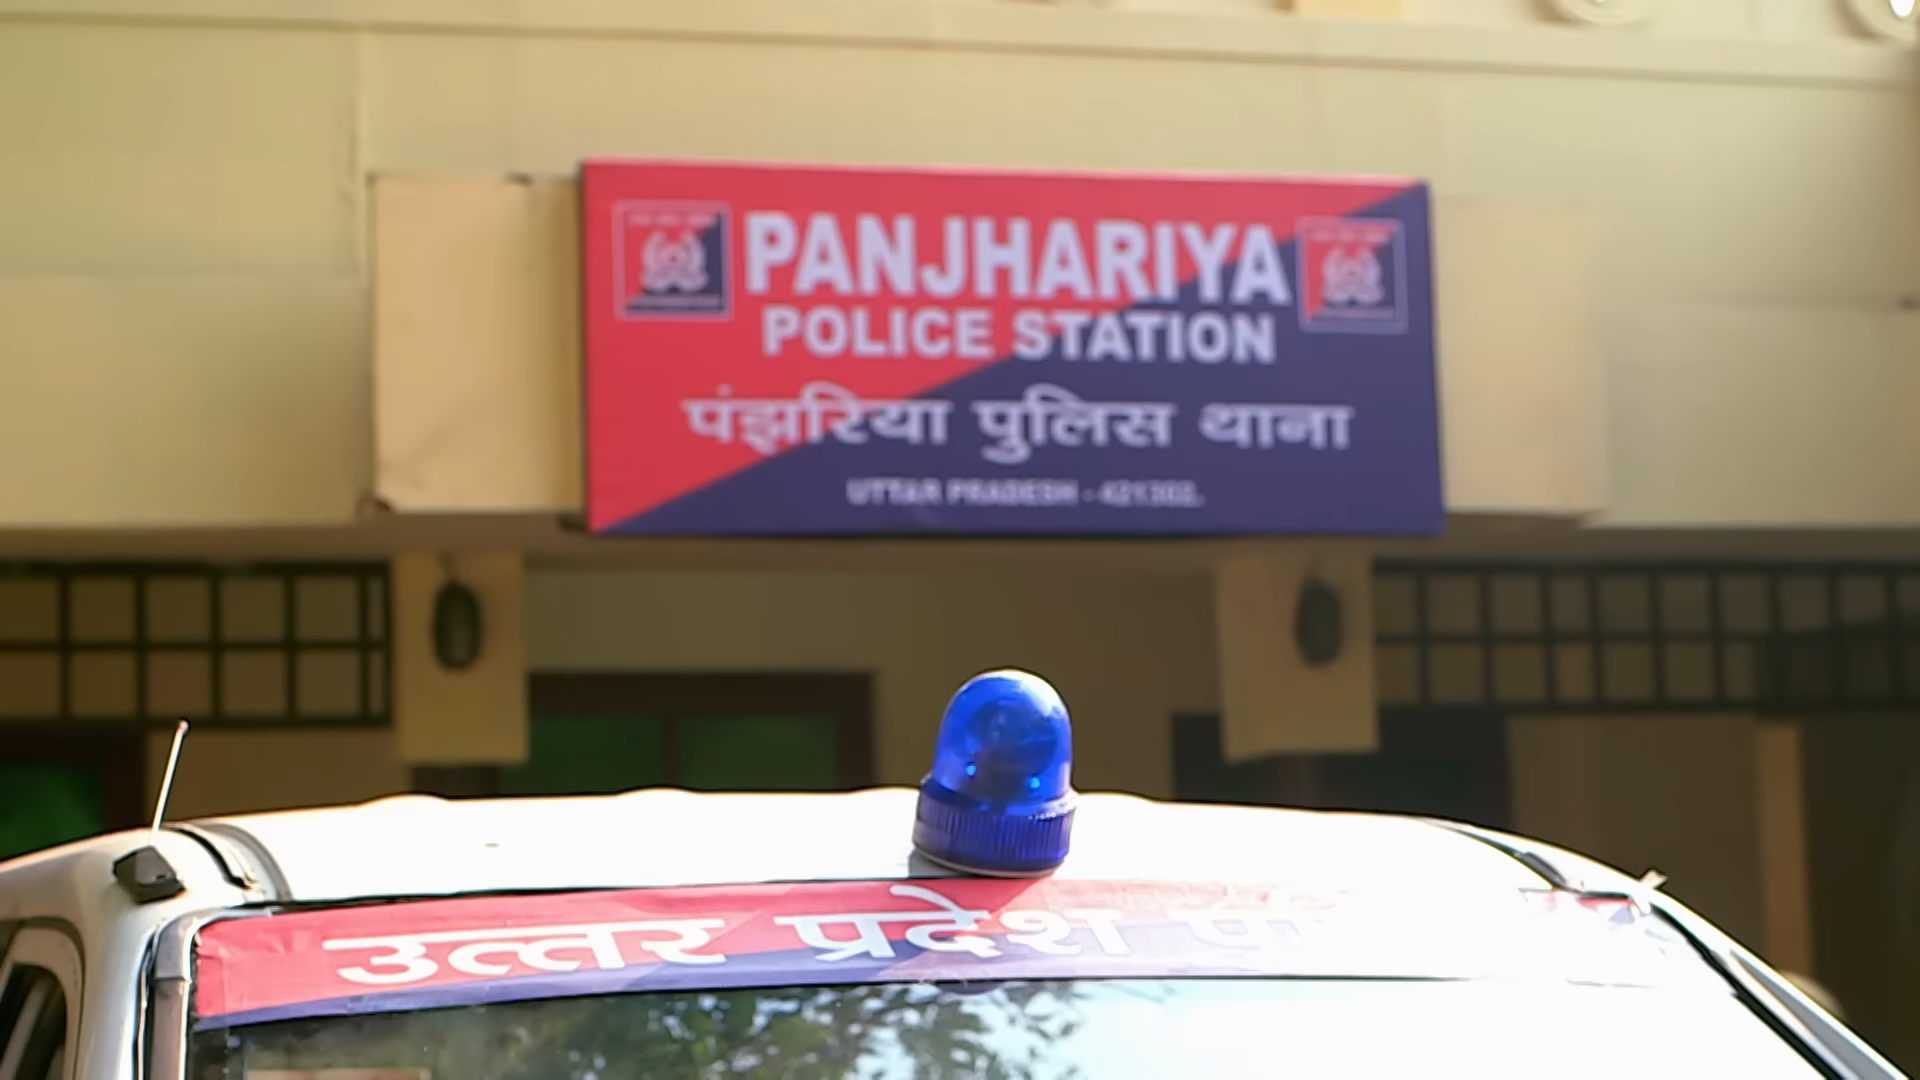 PANJHARIYA
POLICE STATION
पंझरिया पुलिस थाना
UTTAR PRADESH - 421302.
उत्तर प्रदेश